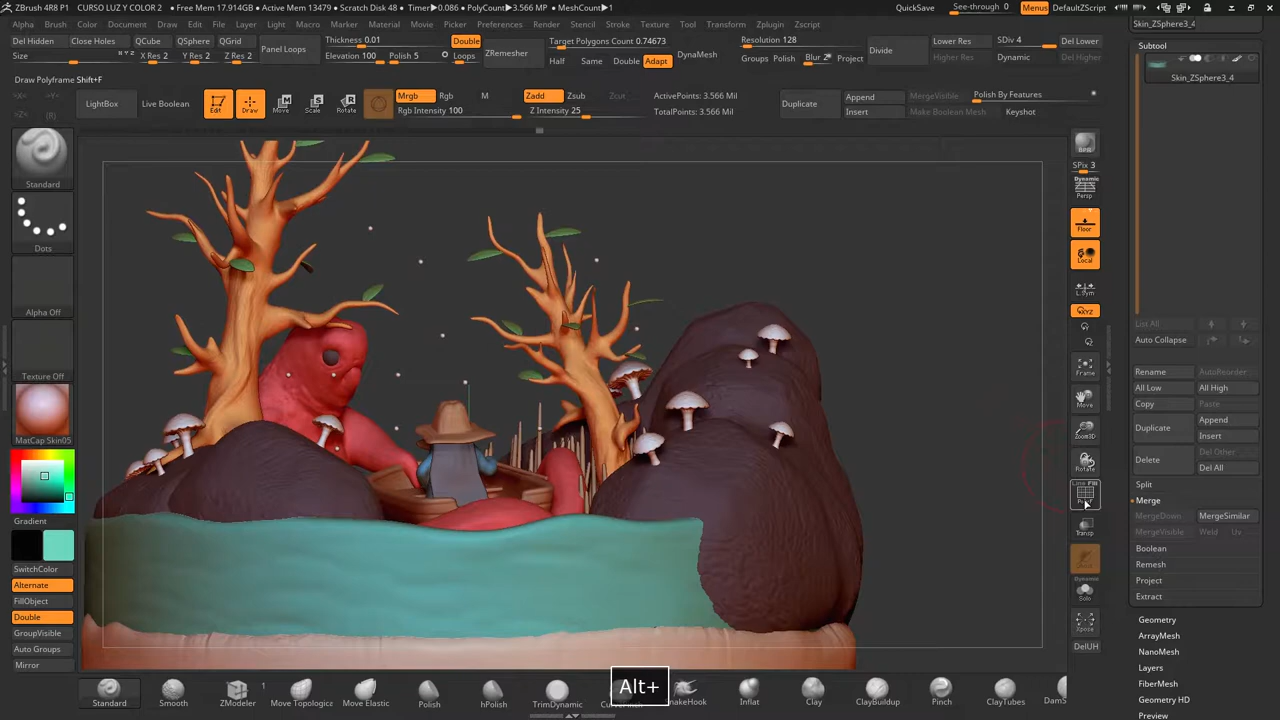 ZBrush 4R8 P1 CURSO LUZ Y COLOR 2 • Free Mem 17.914GB • Active Mem 13479 • Scratch Disk 48 • Timer▶0.086 • PolyCount▶3.566 MP • MeshCount▶1 QuickSave See-through 0 Menus DefaultZScript
Alpha Brush Color Document Draw Edit File Layer Light Macro Marker Material Movie Picker Preferences Render Stencil Stroke Texture Tool Transform Zplugin Zscript
Del Hidden Close Holes QCube QSphere QGrid Panel Loops Thickness 0.01 Double Elevation 100 Polish 5 Loops ZRemesher Target Polygons Count 0.74673 Half Same Double Adapt DynaMesh Resolution 128 Groups Polish Blur 2 Project Divide Lower Res SDiv 4 Del Lower Higher Res Dynamic Del Higher
Size X Y Z X Res 2 Y Res 2 Z Res 2
Draw Polyframe Shift+F
LightBox Live Boolean Edit Draw Move Scale Rotate Mrgb Rgb M Rgb Intensity 100 Zadd Zsub Zcut Z Intensity 25 ActivePoints: 3.566 Mil TotalPoints: 3.566 Mil Duplicate Append Insert MergeVisible Make Boolean Mesh Polish By Features Keyshot
Standard
Dots
Alpha Off
Texture Off
MatCap Skin05
Gradient
SwitchColor
Alternate
FillObject
Double
GroupVisible
Auto Groups
Mirror
BPR
SPix 3
Dynamic
Persp
Floor
Local
L.Sym
XYZ
Frame
Move
Zoom3D
Rotate
Line Fill
Transp
Dynamic
Solo
Xpose
DelUH
Skin_ZSphere3_4
Subtool
Skin_ZSphere3_4
List All
Auto Collapse
Rename AutoReorder
All Low All High
Copy Paste
Duplicate Append
Insert
Delete Del Other
Del All
Split
Merge
MergeDown MergeSimilar
MergeVisible Weld Uv
Boolean
Remesh
Project
Extract
Geometry
ArrayMesh
NanoMesh
Layers
FiberMesh
Geometry HD
Preview
Alt+
Standard Smooth ZModeler 1 Move Topologica Move Elastic Polish hPolish TrimDynamic SnakeHook Inflat Clay ClayBuildup Pinch ClayTubes DamS